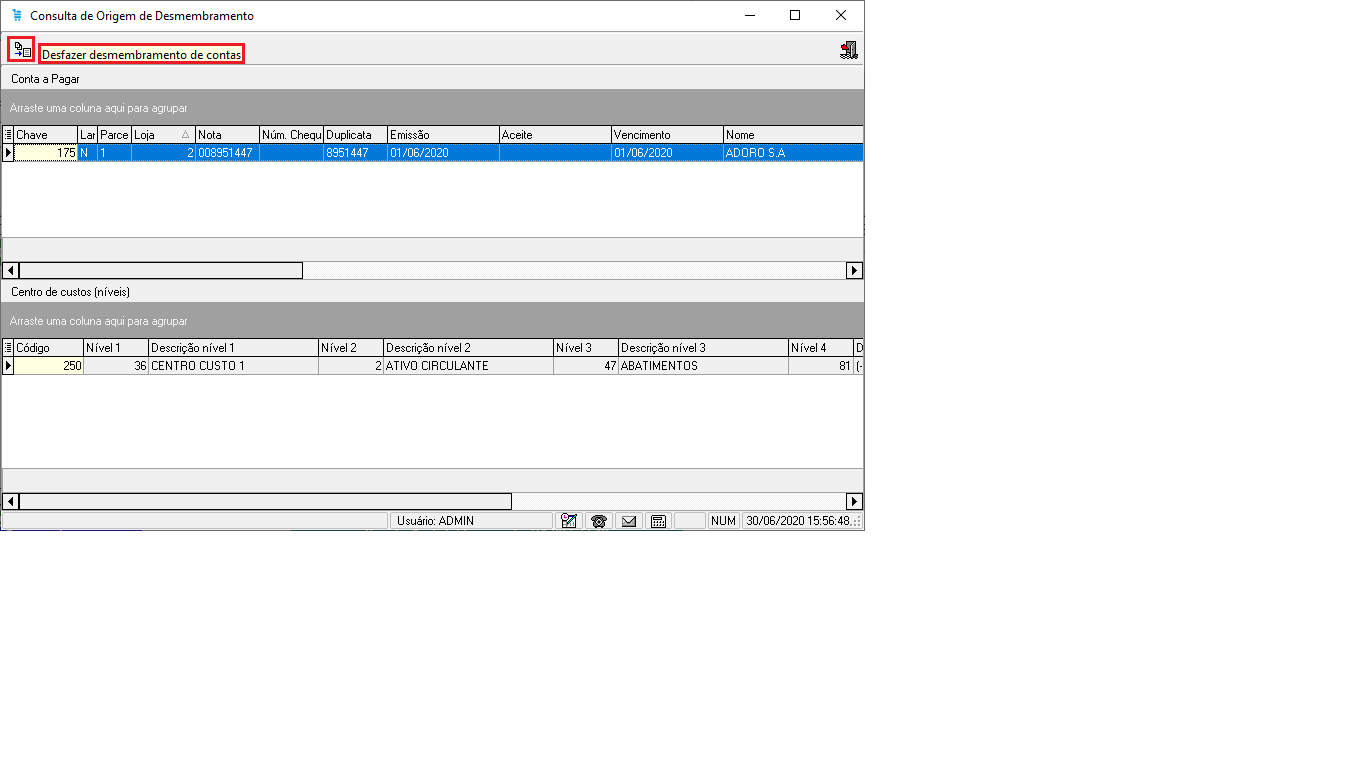 Consulta de Origem de Desmembramento
Desfazer desmembramento de contas
Conta a Pagar
Arraste uma coluna aqui para agrupar
Chave Lar Parce Loja Nota Núm. Chequ Duplicata Emissão Aceite Vencimento Nome
175 N 1 2 008951447 8951447 01/06/2020 01/06/2020 ADORO S.A
Centro de custos (níveis)
Arraste uma coluna aqui para agrupar
Código Nível 1 Descrição nível 1 Nível 2 Descrição nível 2 Nível 3 Descrição nível 3 Nível 4 D
250 36 CENTRO CUSTO 1 2 ATIVO CIRCULANTE 47 ABATIMENTOS 81 (-
Usuário: ADMIN NUM 30/06/2020 15:56:48